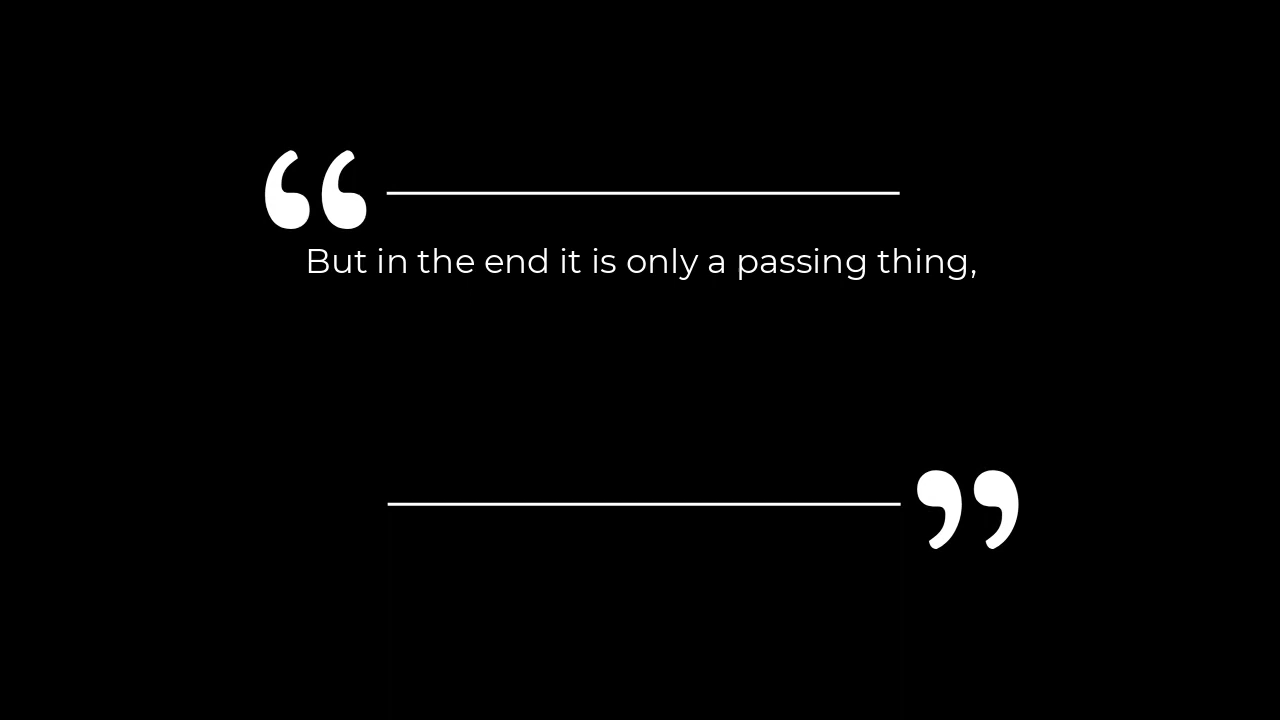 “
But in the end it is only a passing thing,
”